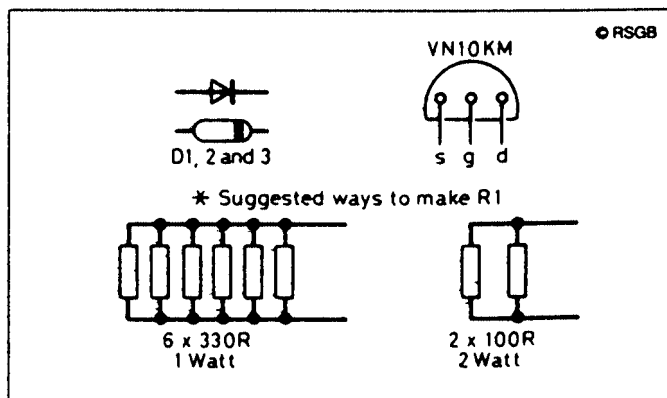 © RSGB
VN10KM
D1, 2 and 3
s g d
* Suggested ways to make R1
6 x 330R
1 Watt
2 x 100R
2 Watt